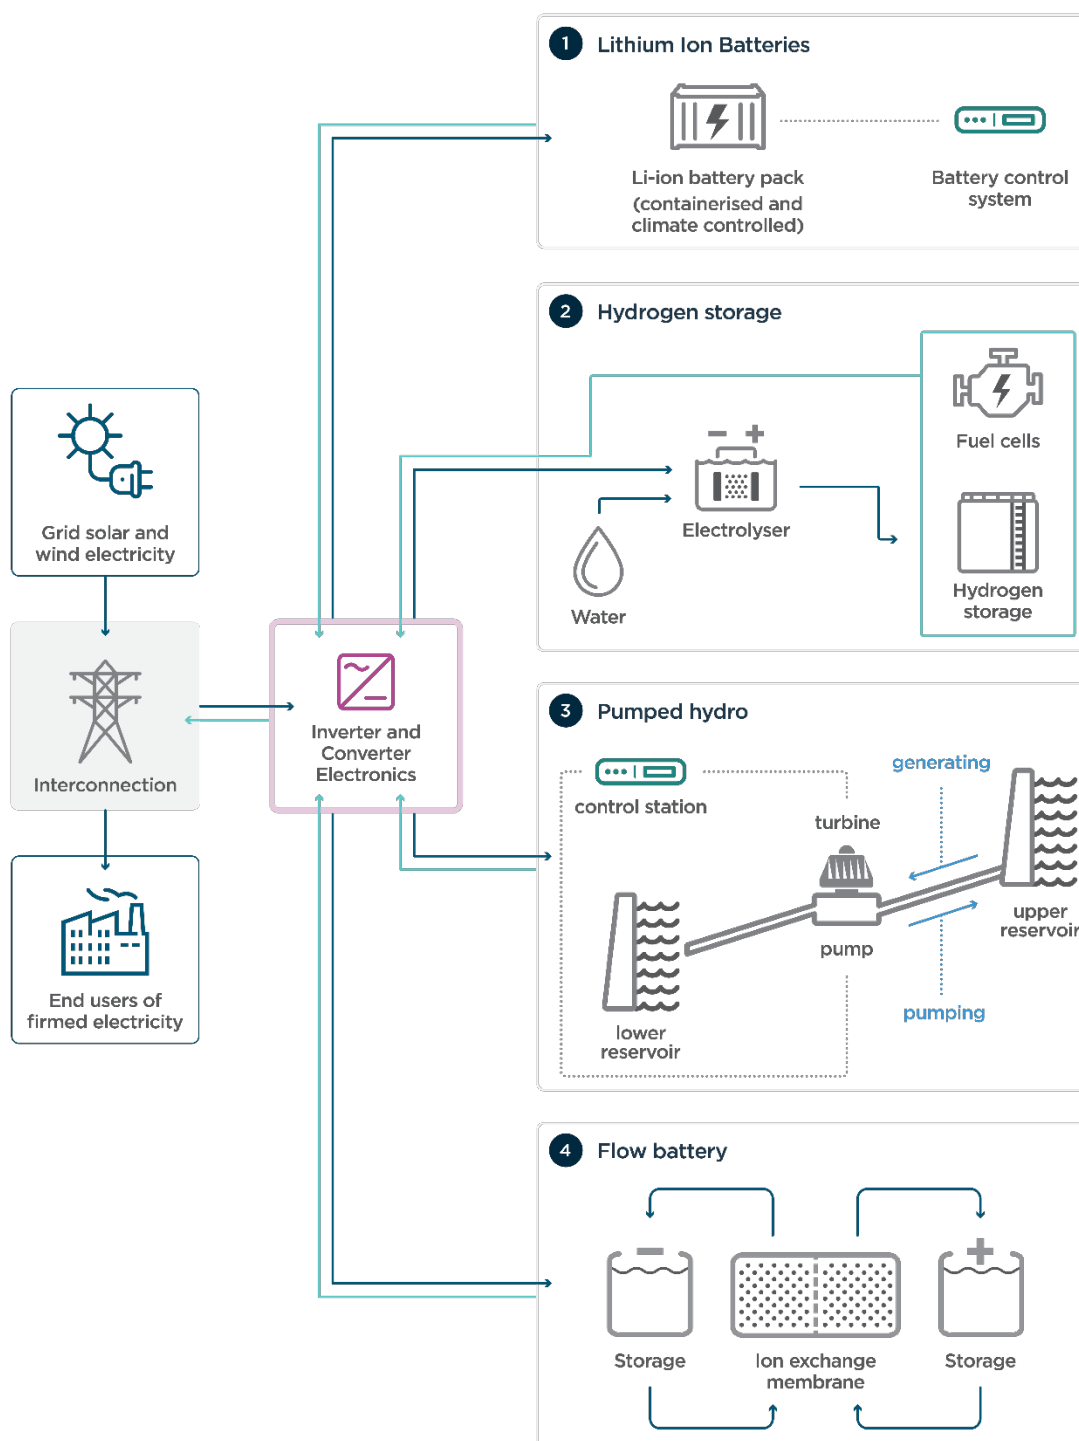 1 Lithium Ion Batteries
Li-ion battery pack
(containerised and
climate controlled)
Battery control
system
2 Hydrogen storage
Fuel cells
Electrolyser
Water
Hydrogen
storage
Grid solar and
wind electricity
Interconnection
End users of
firmed electricity
Inverter and
Converter
Electronics
3 Pumped hydro
control station
generating
turbine
pump
upper
reservoir
pumping
lower
reservoir
4 Flow battery
Storage
Ion exchange
membrane
Storage